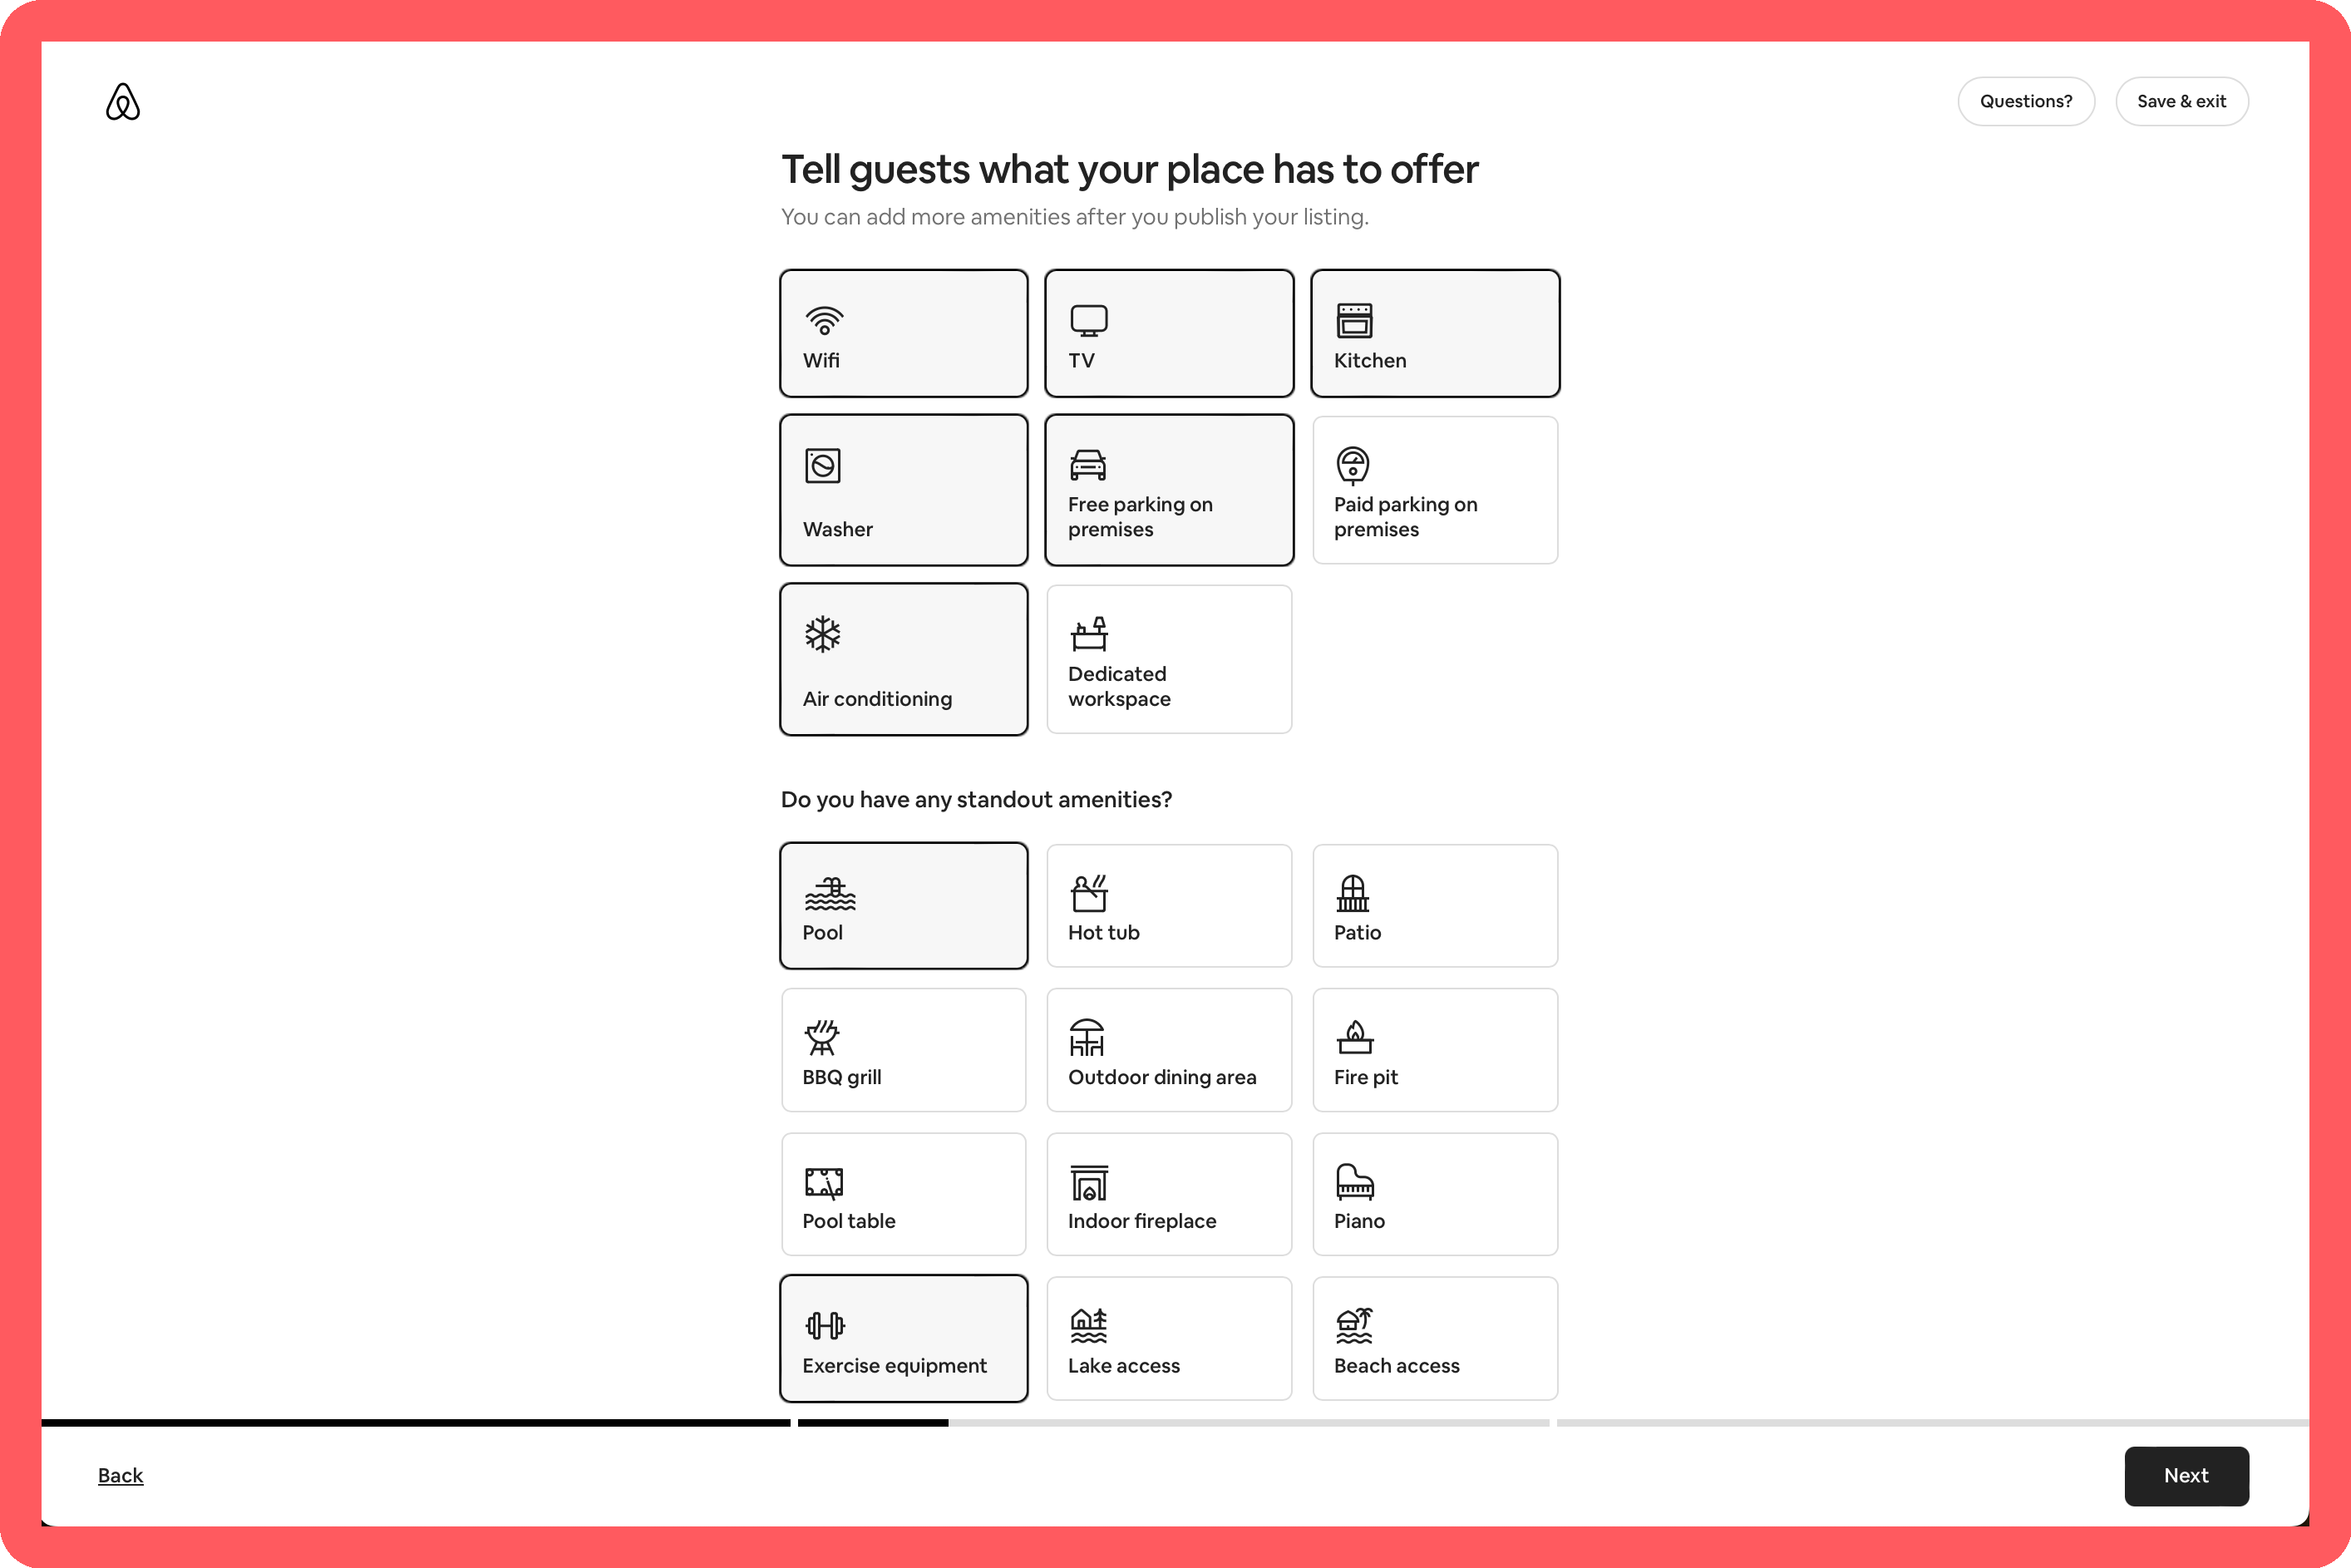 Questions?
Save & exit
Tell guests what your place has to offer
You can add more amenities after you publish your listing.
Wifi
TV
Kitchen
Washer
Free parking on
premises
Paid parking on
premises
Air conditioning
Dedicated
workspace
Do you have any standout amenities?
Pool
Hot tub
Patio
BBQ grill
Outdoor dining area
Fire pit
Pool table
Indoor fireplace
Piano
Exercise equipment
Lake access
Beach access
Back
Next